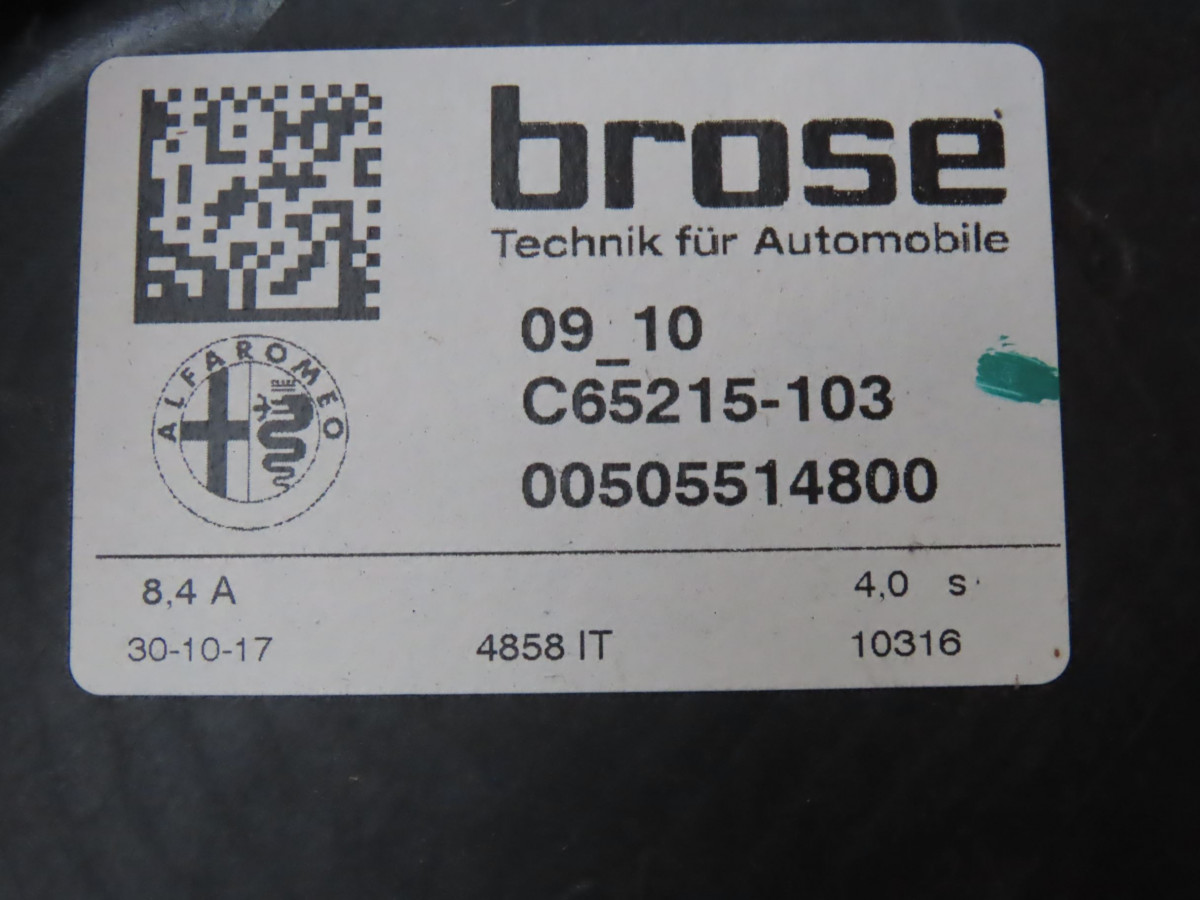 brose
Technik für Automobile
09_10
C65215-103
00505514800
ALFA ROMEO
8,4 A
4,0 s
30-10-17
4858 IT
10316